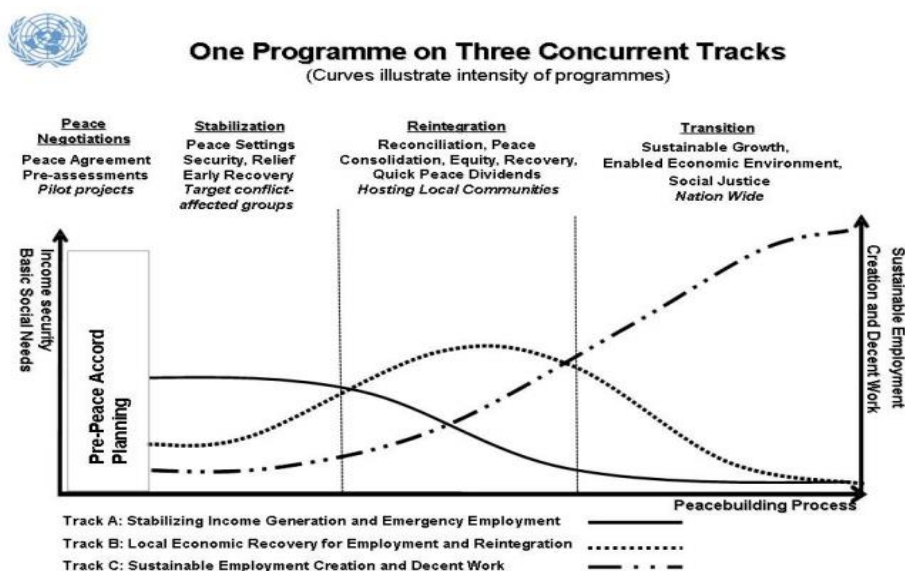 One Programme on Three Concurrent Tracks
(Curves illustrate intensity of programmes)
Peace
Negotiations
Peace Agreement
Pre-assessments
Pilot projects
Stabilization
Peace Settings
Security, Relief
Early Recovery
Target conflict-
affected groups
Reintegration
Reconciliation, Peace
Consolidation, Equity, Recovery,
Quick Peace Dividends
Hosting Local Communities
Transition
Sustainable Growth,
Enabled Economic Environment,
Social Justice
Nation Wide
Income security
Basic Social Needs
Pre-Peace Accord
Planning
Sustainable Employment
Creation and Decent Work
Peacebuilding Process
Track A: Stabilizing Income Generation and Emergency Employment
Track B: Local Economic Recovery for Employment and Reintegration
Track C: Sustainable Employment Creation and Decent Work